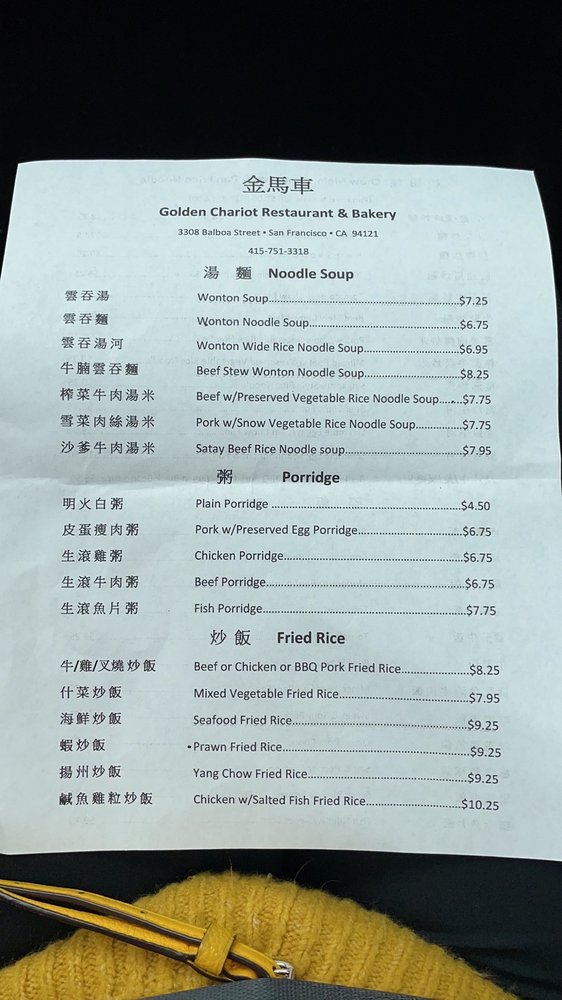 金馬車
Golden Chariot Restaurant & Bakery
3308 Balboa Street • San Francisco • CA 94121
415-751-3318
湯 麵 Noodle Soup
雲吞湯 Wonton Soup $7.25
雲吞麵 Wonton Noodle Soup $6.75
雲吞湯河 Wonton Wide Rice Noodle Soup $6.95
牛腩雲吞麵 Beef Stew Wonton Noodle Soup $8.25
榨菜牛肉湯米 Beef w/Preserved Vegetable Rice Noodle Soup $7.75
雪菜肉絲湯米 Pork w/Snow Vegetable Rice Noodle Soup $7.75
沙爹牛肉湯米 Satay Beef Rice Noodle soup $7.95
粥 Porridge
明火白粥 Plain Porridge $4.50
皮蛋瘦肉粥 Pork w/Preserved Egg Porridge $6.75
生滾雞粥 Chicken Porridge $6.75
生滾牛肉粥 Beef Porridge $6.75
生滾魚片粥 Fish Porridge $7.75
炒飯 Fried Rice
牛/雞/叉燒炒飯 Beef or Chicken or BBQ Pork Fried Rice $8.25
什菜炒飯 Mixed Vegetable Fried Rice $7.95
海鮮炒飯 Seafood Fried Rice $9.25
蝦炒飯 Prawn Fried Rice $9.25
揚州炒飯 Yang Chow Fried Rice $9.25
鹹魚雞粒炒飯 Chicken w/Salted Fish Fried Rice $10.25